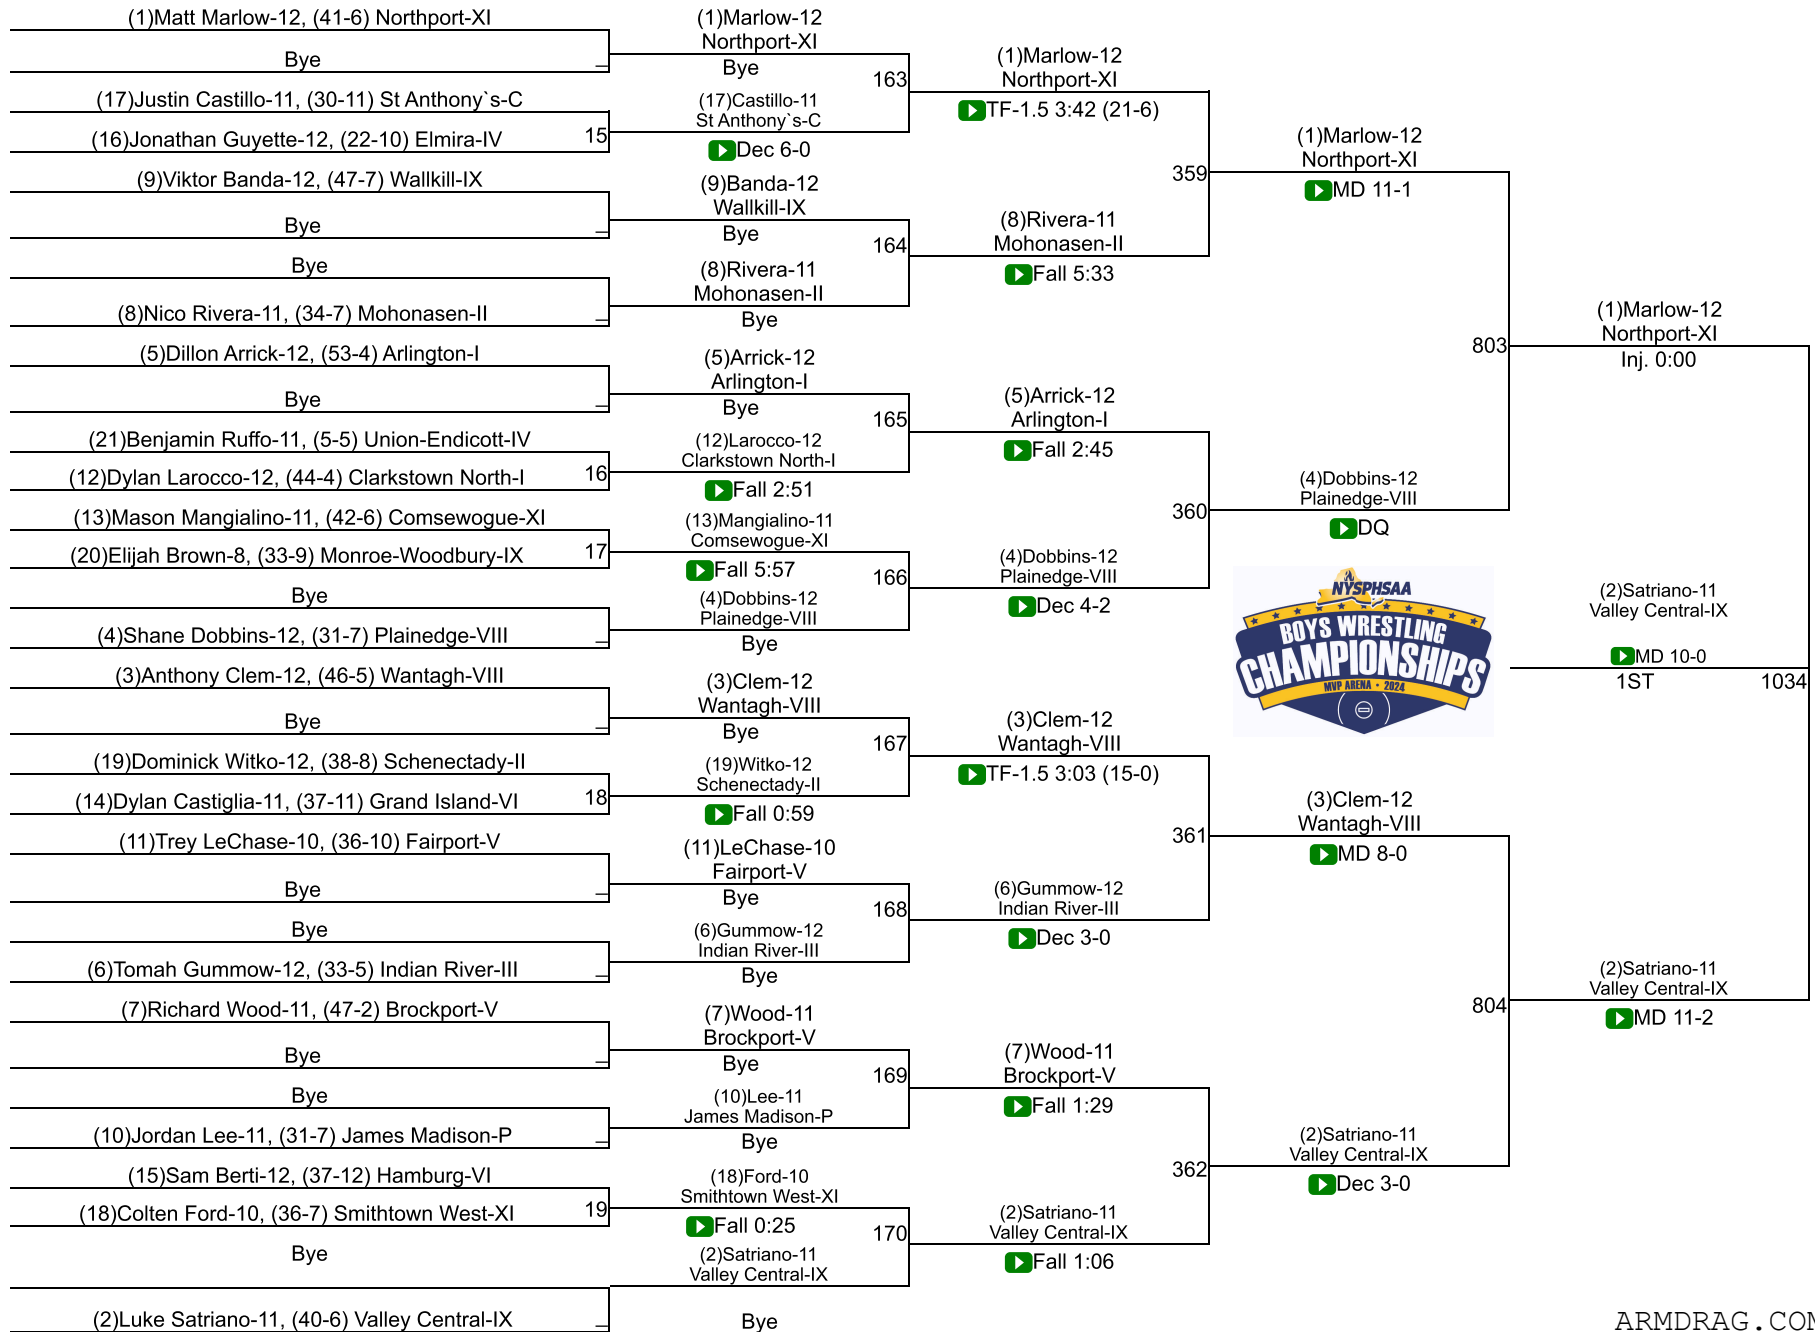 (1)Matt Marlow-12, (41-6) Northport-XI
Bye
(17)Justin Castillo-11, (30-11) St Anthony`s-C
(16)Jonathan Guyette-12, (22-10) Elmira-IV
15
(9)Viktor Banda-12, (47-7) Wallkill-IX
Bye
Bye
(8)Nico Rivera-11, (34-7) Mohonasen-II
(5)Dillon Arrick-12, (53-4) Arlington-I
Bye
(21)Benjamin Ruffo-11, (5-5) Union-Endicott-IV
(12)Dylan Larocco-12, (44-4) Clarkstown North-I
16
(13)Mason Mangialino-11, (42-6) Comsewogue-XI
(20)Elijah Brown-8, (33-9) Monroe-Woodbury-IX
17
Bye
(4)Shane Dobbins-12, (31-7) Plainedge-VIII
(3)Anthony Clem-12, (46-5) Wantagh-VIII
Bye
(19)Dominick Witko-12, (38-8) Schenectady-II
(14)Dylan Castiglia-11, (37-11) Grand Island-VI
18
(11)Trey LeChase-10, (36-10) Fairport-V
Bye
Bye
(6)Tomah Gummow-12, (33-5) Indian River-III
(7)Richard Wood-11, (47-2) Brockport-V
Bye
Bye
(10)Jordan Lee-11, (31-7) James Madison-P
(15)Sam Berti-12, (37-12) Hamburg-VI
(18)Colten Ford-10, (36-7) Smithtown West-XI
19
Bye
(2)Luke Satriano-11, (40-6) Valley Central-IX
(1)Marlow-12
Northport-XI
Bye
163
(17)Castillo-11
St Anthony`s-C
Dec 6-0
(9)Banda-12
Wallkill-IX
Bye
164
(8)Rivera-11
Mohonasen-II
Bye
(5)Arrick-12
Arlington-I
Bye
165
(12)Larocco-12
Clarkstown North-I
Fall 2:51
(13)Mangialino-11
Comsewogue-XI
Fall 5:57
166
(4)Dobbins-12
Plainedge-VIII
Bye
(3)Clem-12
Wantagh-VIII
Bye
167
(19)Witko-12
Schenectady-II
Fall 0:59
(11)LeChase-10
Fairport-V
Bye
168
(6)Gummow-12
Indian River-III
Bye
(7)Wood-11
Brockport-V
Bye
169
(10)Lee-11
James Madison-P
Bye
(18)Ford-10
Smithtown West-XI
Fall 0:25
170
(2)Satriano-11
Valley Central-IX
Bye
(1)Marlow-12
Northport-XI
TF-1.5 3:42 (21-6)
359
(8)Rivera-11
Mohonasen-II
Fall 5:33
(5)Arrick-12
Arlington-I
Fall 2:45
360
(4)Dobbins-12
Plainedge-VIII
Dec 4-2
(3)Clem-12
Wantagh-VIII
TF-1.5 3:03 (15-0)
361
(6)Gummow-12
Indian River-III
Dec 3-0
(7)Wood-11
Brockport-V
Fall 1:29
362
(2)Satriano-11
Valley Central-IX
Fall 1:06
(1)Marlow-12
Northport-XI
MD 11-1
803
(4)Dobbins-12
Plainedge-VIII
DQ
NYSPHSAA
BOYS WRESTLING
CHAMPIONSHIPS
MVP ARENA • 2024
(3)Clem-12
Wantagh-VIII
MD 8-0
804
(2)Satriano-11
Valley Central-IX
Dec 3-0
(1)Marlow-12
Northport-XI
Inj. 0:00
(2)Satriano-11
Valley Central-IX
MD 10-0
1ST
1034
(2)Satriano-11
Valley Central-IX
MD 11-2
ARMDRAG.COM